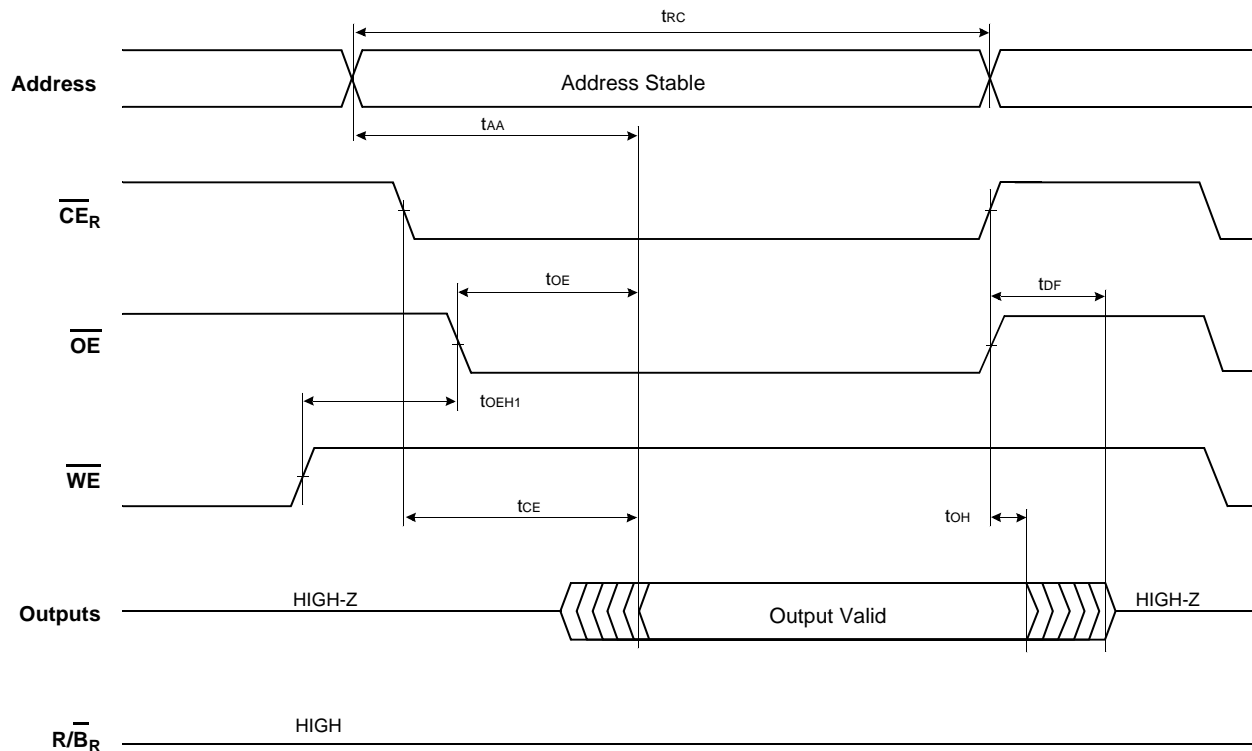 tRC
Address
Address Stable
tAA
CER
tOE
tDF
OE
tOEH1
WE
tCE
tOH
Outputs
HIGH-Z
Output Valid
HIGH-Z
HIGH
R/BR